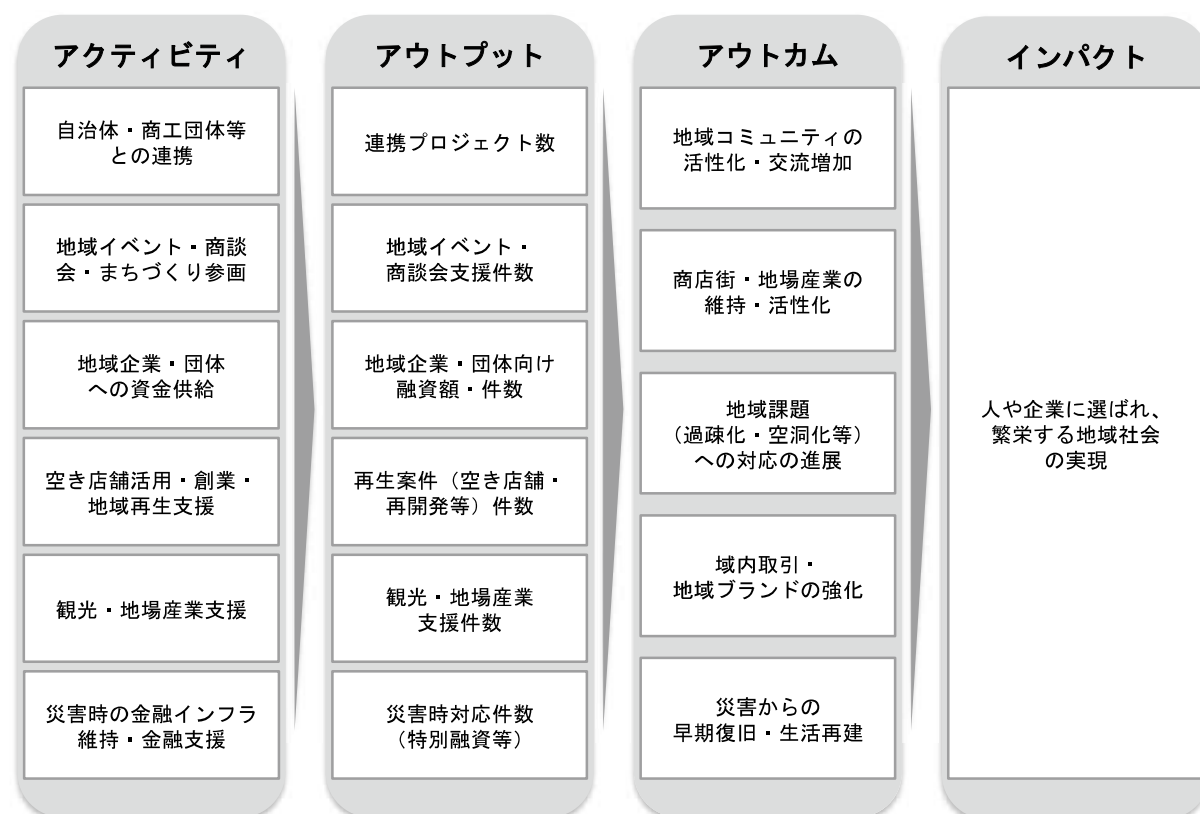 アクティビティ
自治体・商工団体等
との連携
地域イベント・商談
会・まちづくり参画
地域企業・団体
への資金供給
空き店舗活用・創業・
地域再生支援
観光・地場産業支援
災害時の金融インフラ
維持・金融支援
アウトプット
連携プロジェクト数
地域イベント・
商談会支援件数
地域企業・団体向け
融資額・件数
再生案件（空き店舗・
再開発等）件数
観光・地場産業
支援件数
災害時対応件数
（特別融資等）
アウトカム
地域コミュニティの
活性化・交流増加
商店街・地場産業の
維持・活性化
地域課題
（過疎化・空洞化等）
への対応の進展
域内取引・
地域ブランドの強化
災害からの
早期復旧・生活再建
インパクト
人や企業に選ばれ、
繁栄する地域社会
の実現